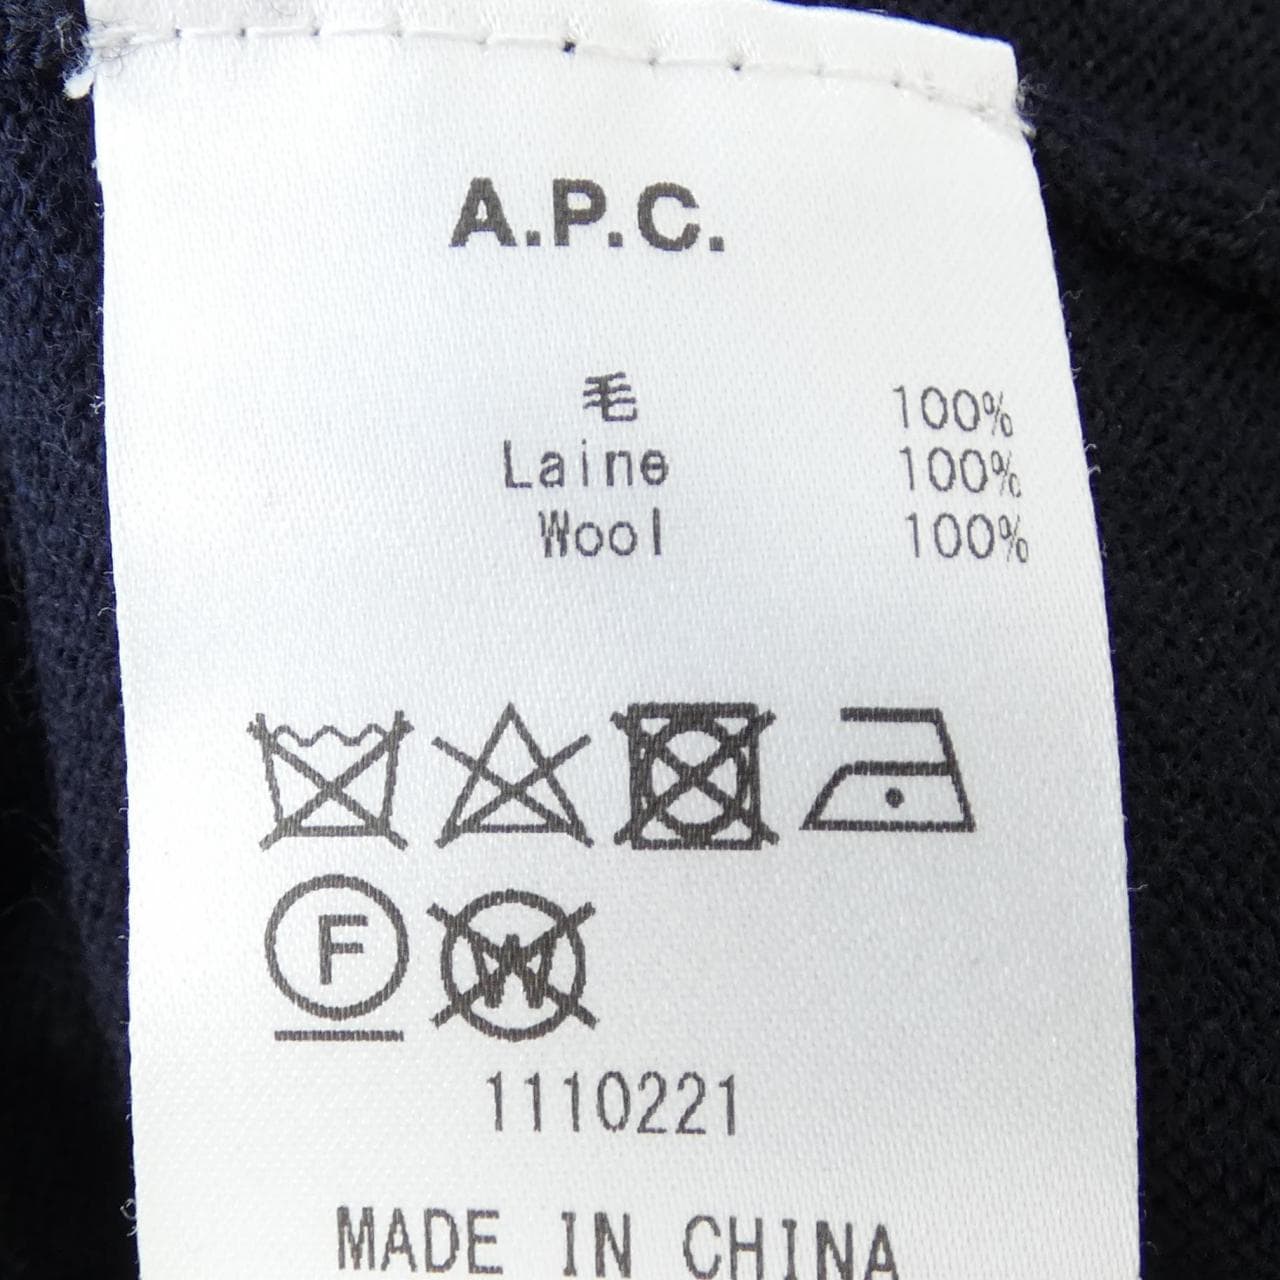 A.P.C.
毛 100%
Laine 100%
Wool 100%
F W
1110221
MADE IN CHINA